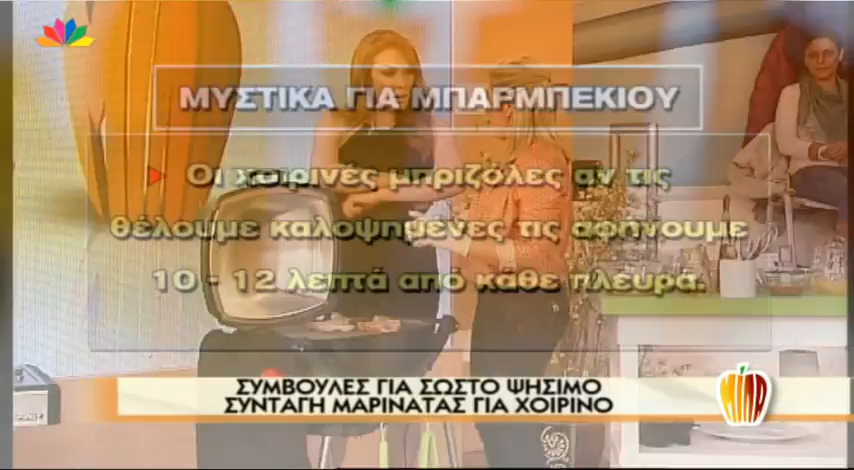 ΜΥΣΤΙΚΑ ΓΙΑ ΜΠΑΡΜΠΕΚΙΟΥ
Οι χοιρινές μπριζόλες αν τις
θέλουμε καλοψημένες τις αφήνουμε
10 - 12 λεπτά από κάθε πλευρά.
ΣΥΜΒΟΥΛΕΣ ΓΙΑ ΣΩΣΤΟ ΨΗΣΙΜΟ
ΣΥΝΤΑΓΗ ΜΑΡΙΝΑΤΑΣ ΓΙΑ ΧΟΙΡΙΝΟ